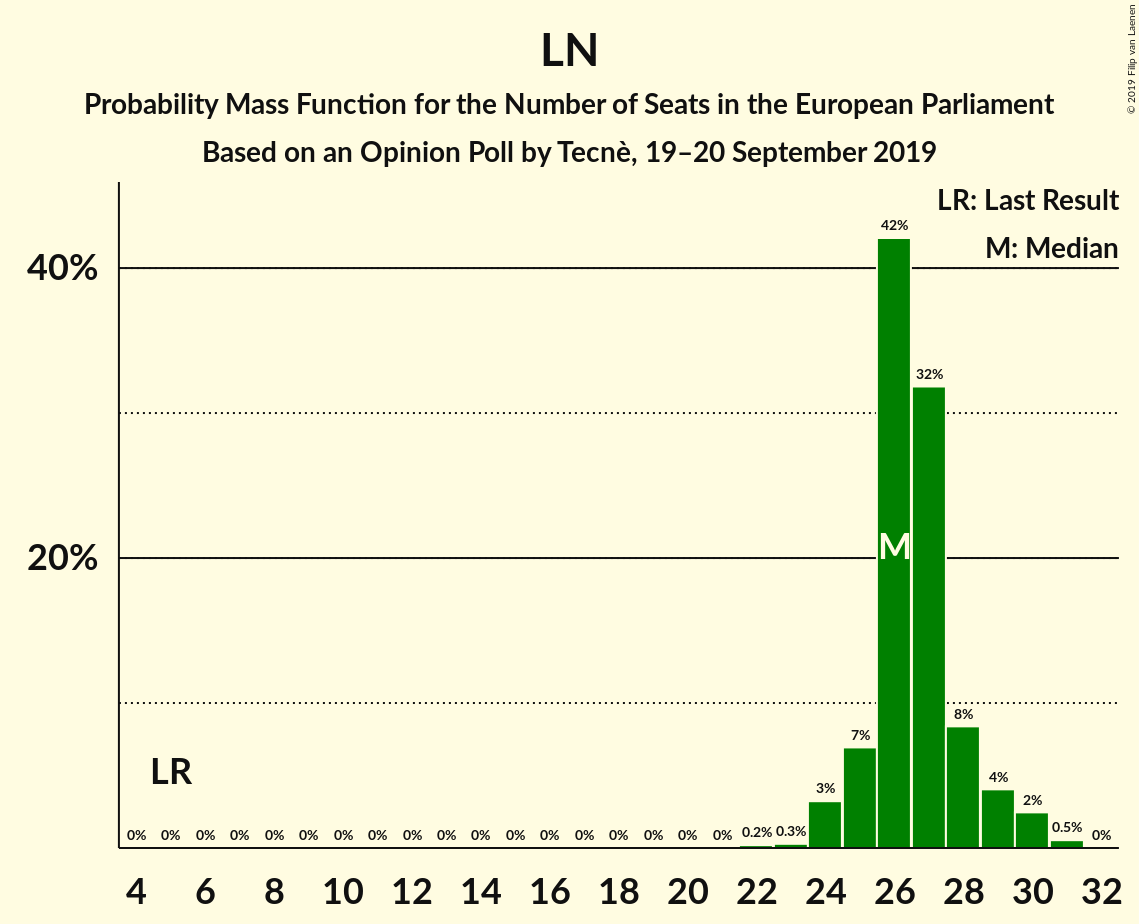 LN
Probability Mass Function for the Number of Seats in the European Parliament
Based on an Opinion Poll by Tecnè, 19–20 September 2019
© 2019 Filip van Laenen
LR: Last Result
M: Median
40%
20%
42%
32%
M
LR
0% 0% 0% 0% 0% 0% 0% 0% 0% 0% 0% 0% 0% 0% 0% 0% 0% 0% 0.2% 0.3% 3% 7% 8% 4% 2% 0.5% 0%
4 6 8 10 12 14 16 18 20 22 24 26 28 30 32